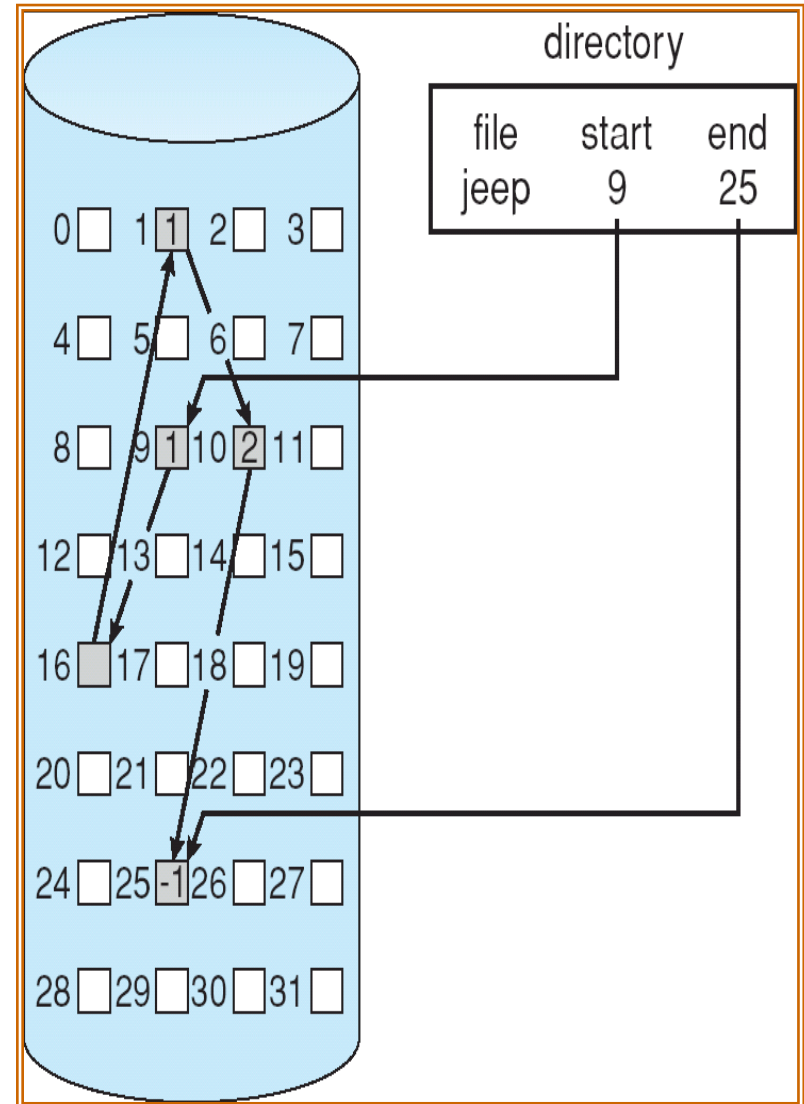 directory
file start end
jeep 9 25
0 1 1 2 3
4 5 6 7
8 9 1 10 2 11
12 13 14 15
16 17 18 19
20 21 22 23
24 25 -1 26 27
28 29 30 31